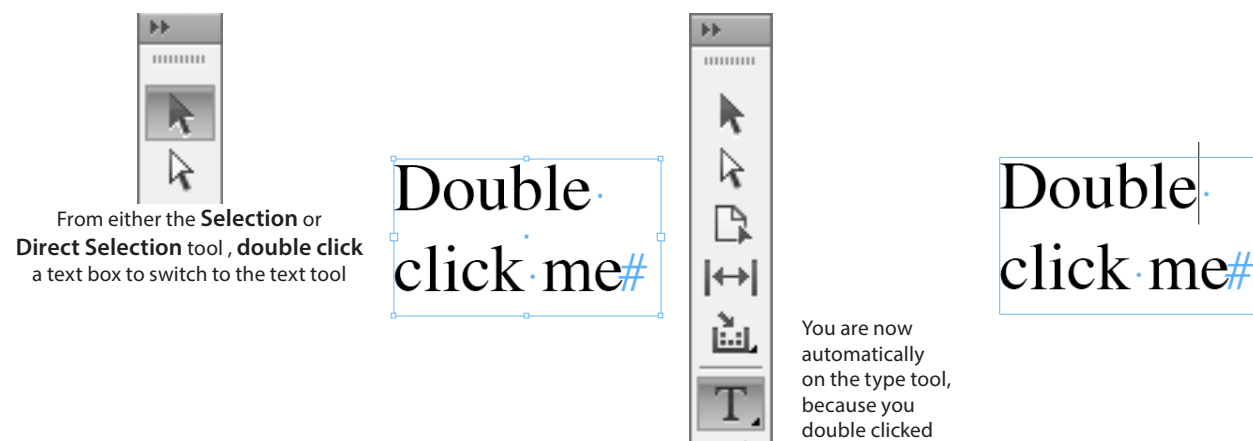 From either the Selection or
Direct Selection tool , double click
a text box to switch to the text tool
Double
click me#
T
You are now
automatically
on the type tool,
because you
double clicked
Double
click me#